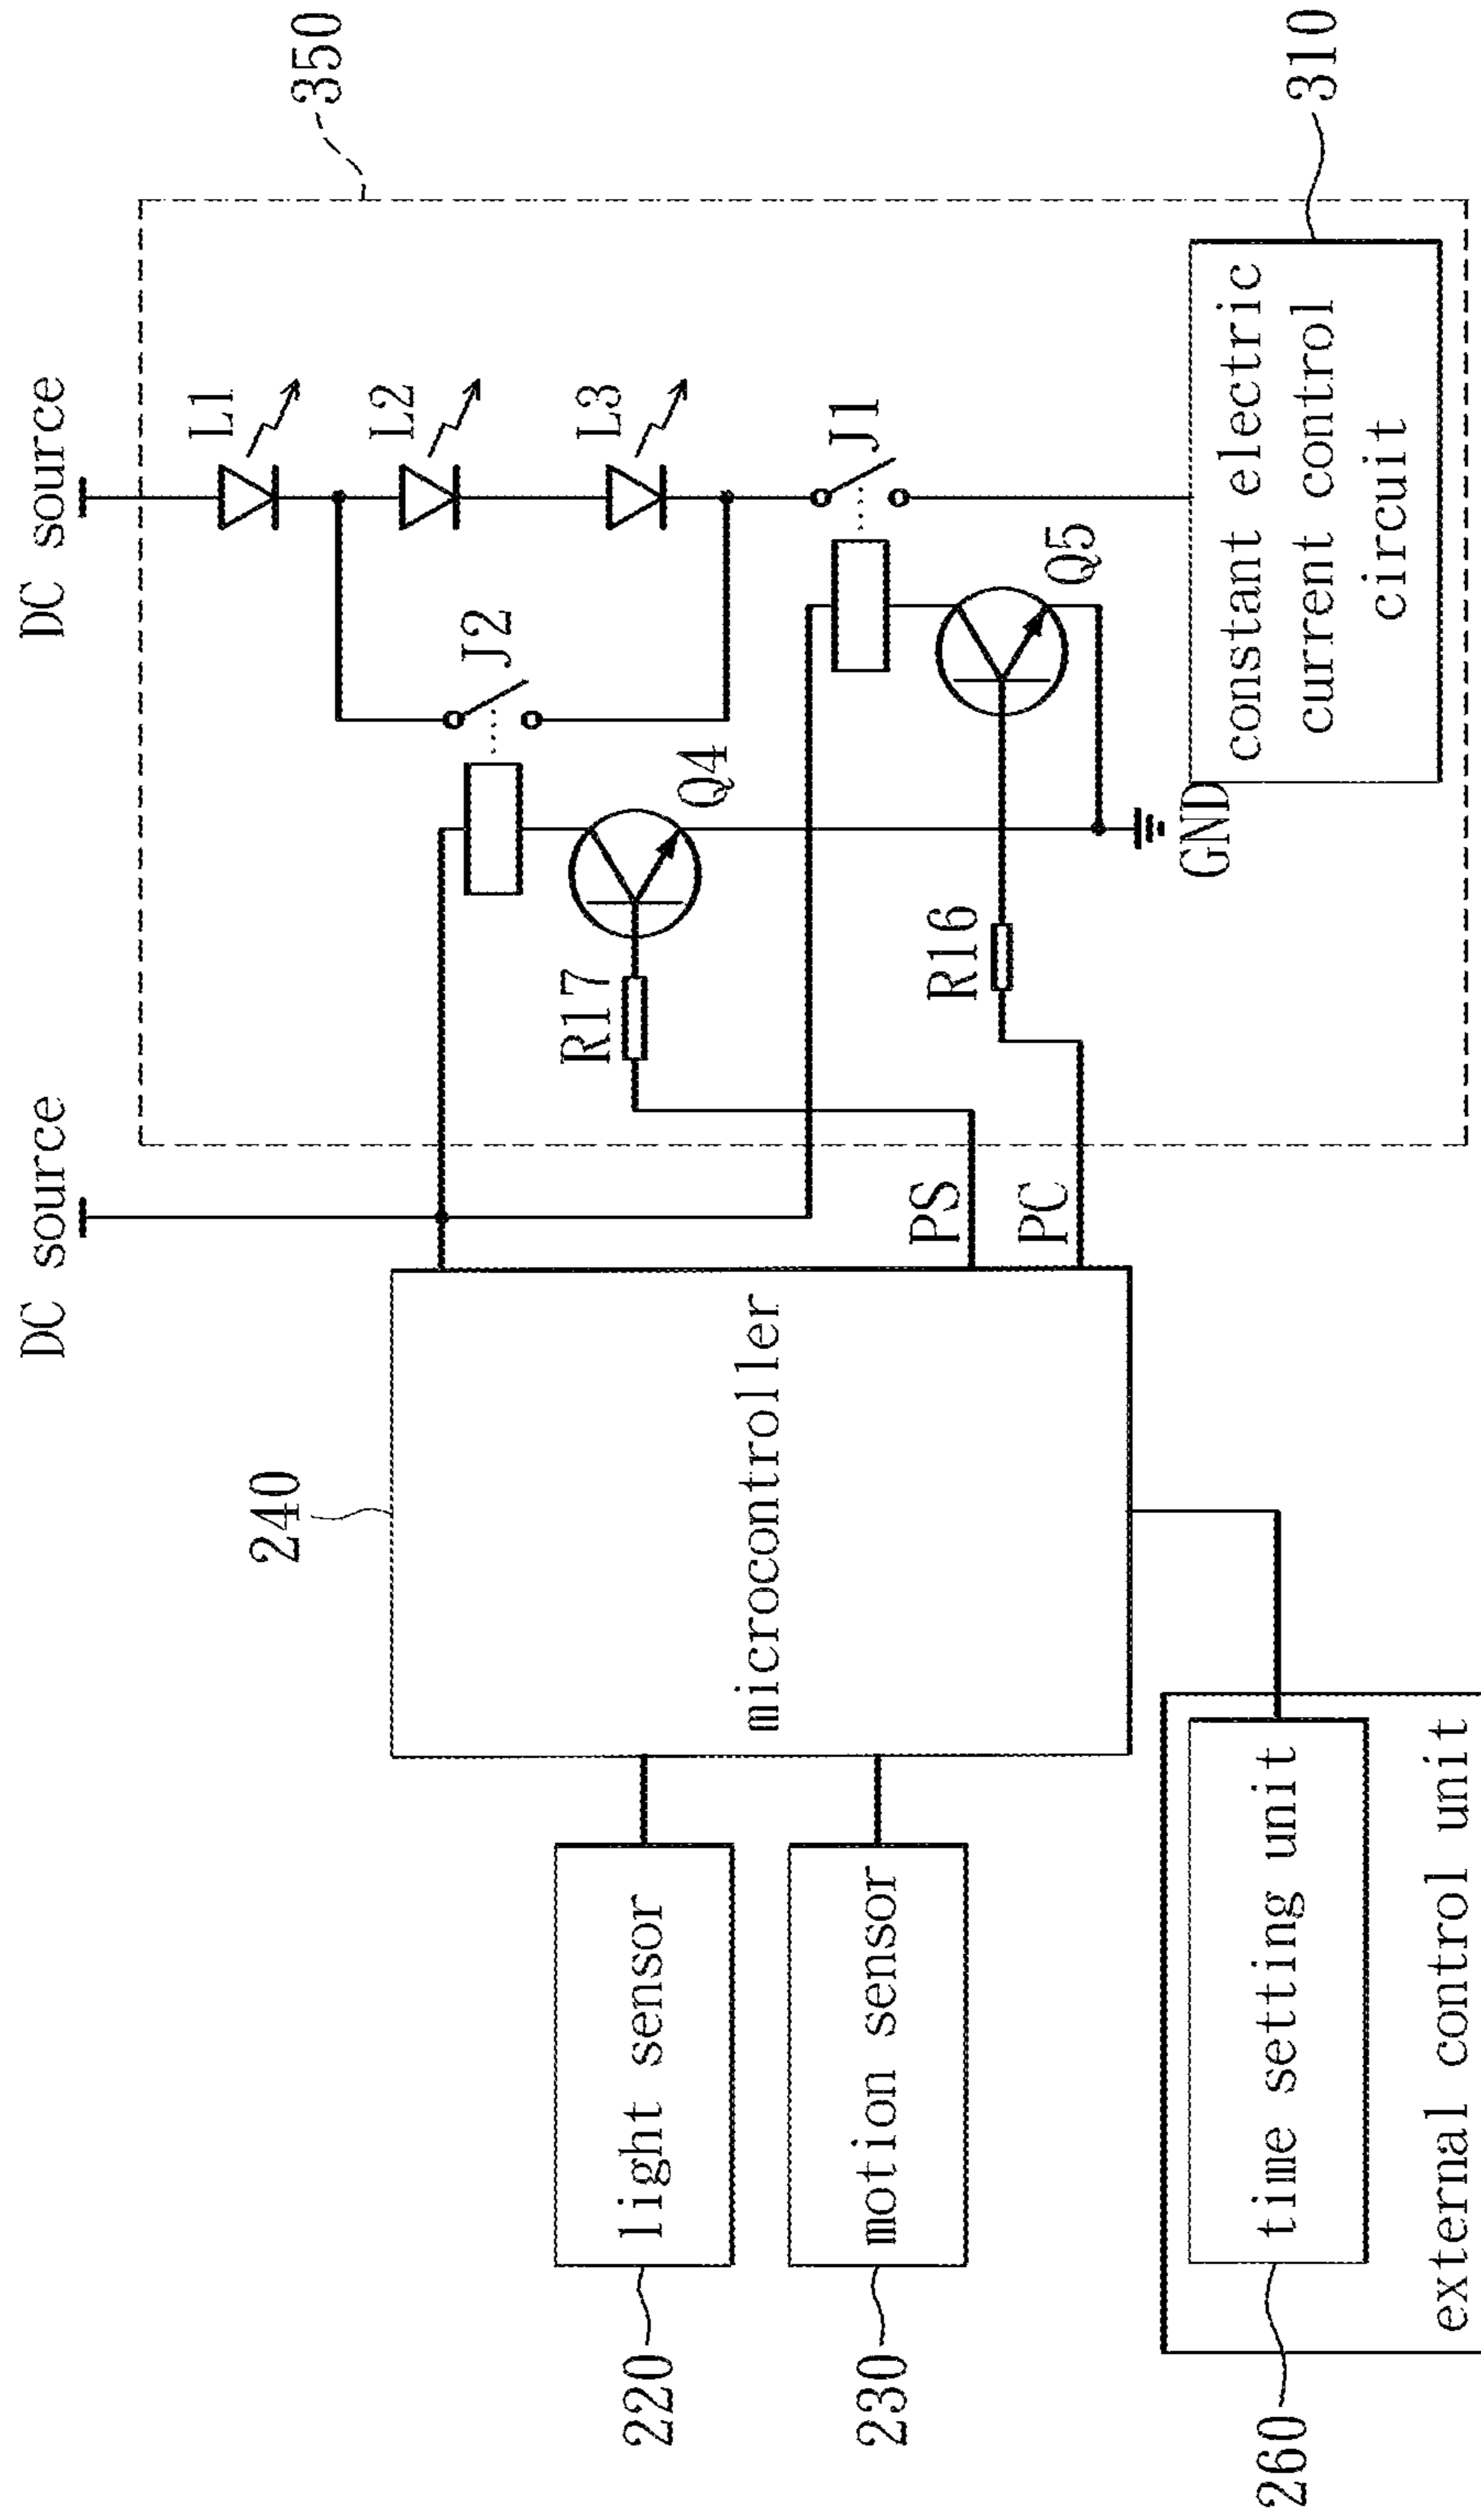 DC source
DC source
350
L1
L2
L3
J2
J1
240
Q4
Q5
R17
R16
PS
PC
GND
microcontroller
constant electric
current control
circuit
310
220
light sensor
230
motion sensor
260
time setting unit
external control unit